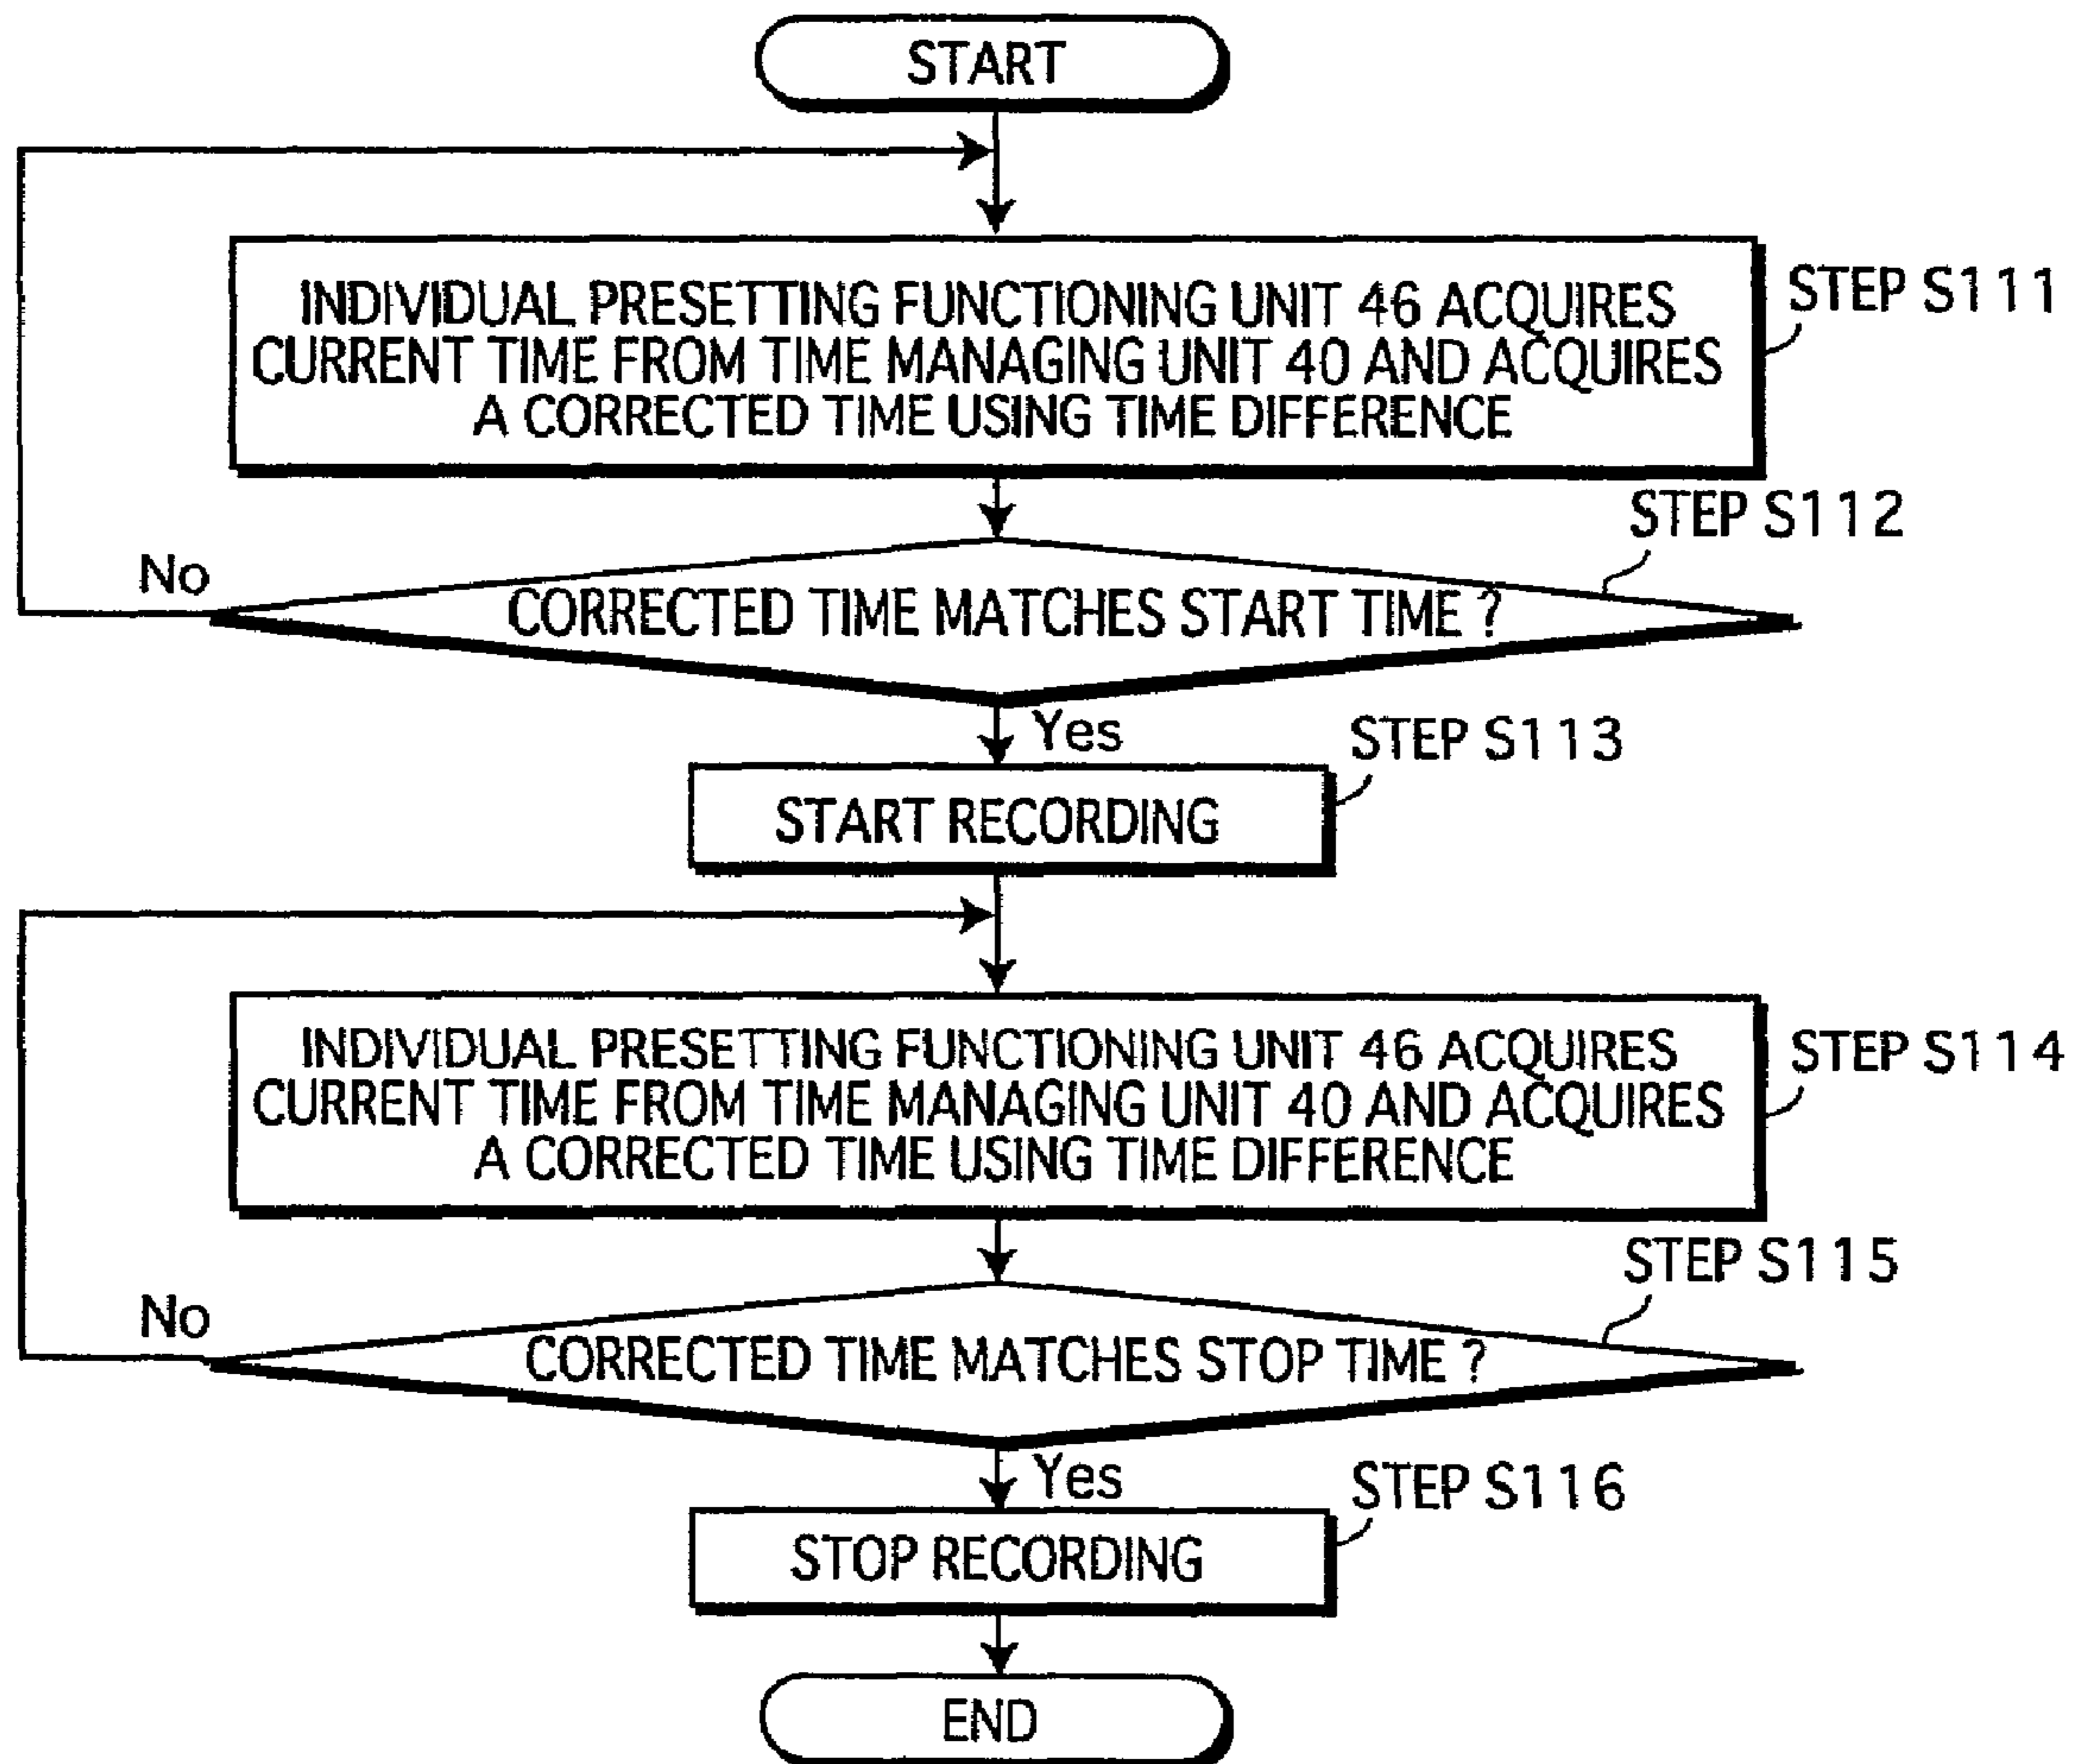 START
INDIVIDUAL PRESETTING FUNCTIONING UNIT 46 ACQUIRES
CURRENT TIME FROM TIME MANAGING UNIT 40 AND ACQUIRES
A CORRECTED TIME USING TIME DIFFERENCE
STEP S111
STEP S112
No
CORRECTED TIME MATCHES START TIME ?
Yes
STEP S113
START RECORDING
INDIVIDUAL PRESETTING FUNCTIONING UNIT 46 ACQUIRES
CURRENT TIME FROM TIME MANAGING UNIT 40 AND ACQUIRES
A CORRECTED TIME USING TIME DIFFERENCE
STEP S114
STEP S115
No
CORRECTED TIME MATCHES STOP TIME ?
Yes
STEP S116
STOP RECORDING
END